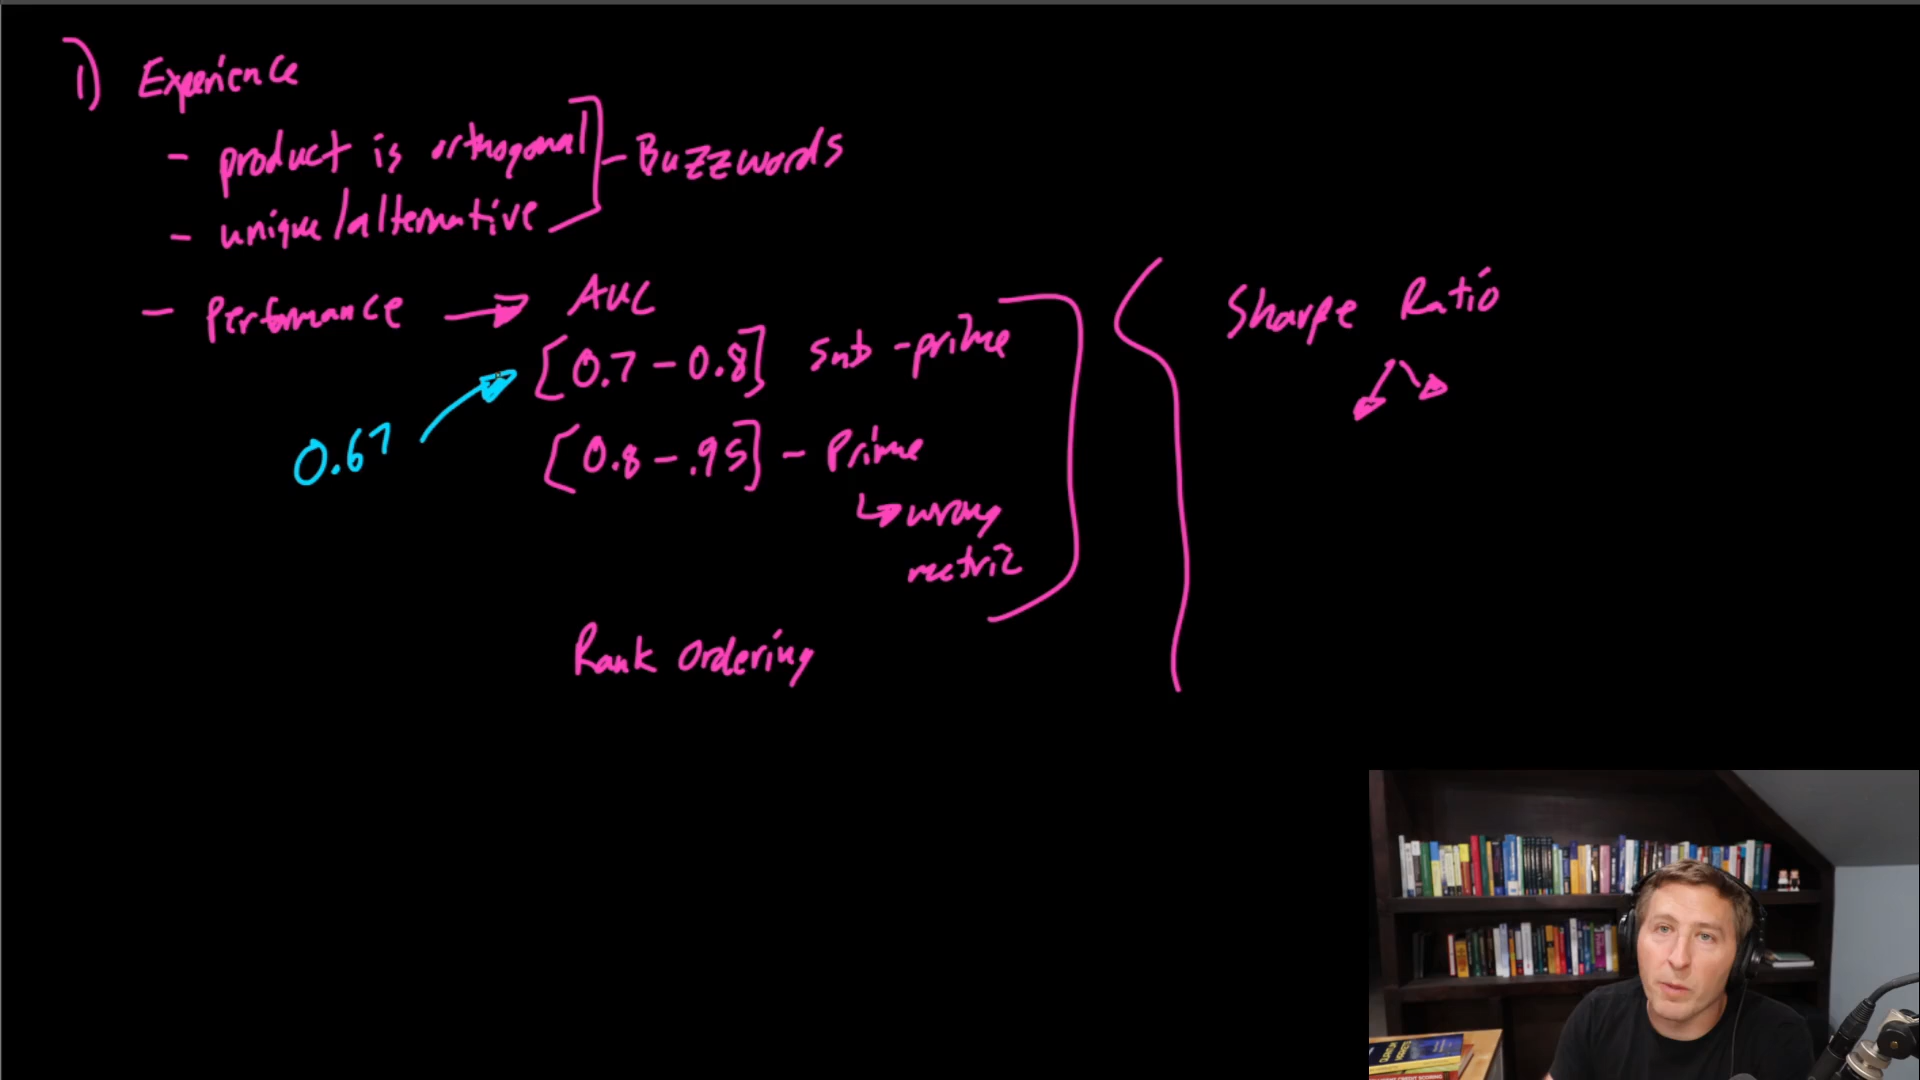 1) Experience
- product is orthogonal
- unique/alternative
- Buzzwords
- Performance → AUC
[0.7 - 0.8] sub-prime
0.67
[0.8 - .95] - Prime
↳ wrong
metric
Rank Ordering
Sharpe Ratio